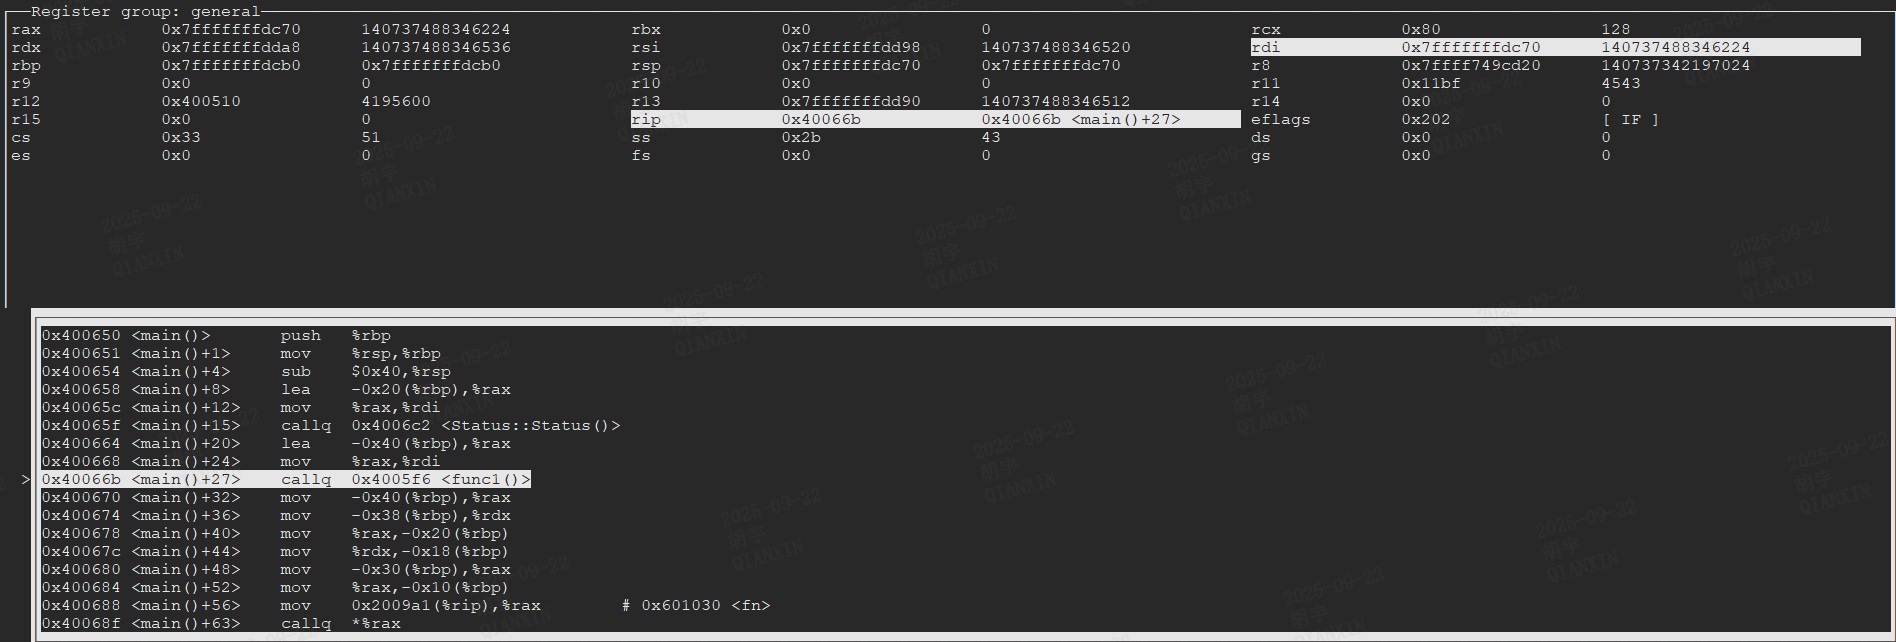 Register group: general
rax 0x7fffffffdc70 140737488346224 rbx 0x0 0 rcx 0x80 128
rdx 0x7fffffffdda8 140737488346536 rsi 0x7fffffffdd98 140737488346520 rdi 0x7fffffffdc70 140737488346224
rbp 0x7fffffffdcb0 0x7fffffffdcb0 rsp 0x7fffffffdc70 0x7fffffffdc70 r8 0x7ffff749cd20 140737342197024
r9 0x0 0 r10 0x0 0 r11 0x11bf 4543
r12 0x400510 4195600 r13 0x7fffffffdd90 140737488346512 r14 0x0 0
r15 0x0 0 rip 0x40066b 0x40066b <main()+27> eflags 0x202 [ IF ]
cs 0x33 51 ss 0x2b 43 ds 0x0 0
es 0x0 0 fs 0x0 0 gs 0x0 0
0x400650 <main()> push %rbp
0x400651 <main()+1> mov %rsp,%rbp
0x400654 <main()+4> sub $0x40,%rsp
0x400658 <main()+8> lea -0x20(%rbp),%rax
0x40065c <main()+12> mov %rax,%rdi
0x40065f <main()+15> callq 0x4006c2 <Status::Status()>
0x400664 <main()+20> lea -0x40(%rbp),%rax
0x400668 <main()+24> mov %rax,%rdi
> 0x40066b <main()+27> callq 0x4005f6 <func1()>
0x400670 <main()+32> mov -0x40(%rbp),%rax
0x400674 <main()+36> mov -0x38(%rbp),%rdx
0x400678 <main()+40> mov %rax,-0x20(%rbp)
0x40067c <main()+44> mov %rdx,-0x18(%rbp)
0x400680 <main()+48> mov -0x30(%rbp),%rax
0x400684 <main()+52> mov %rax,-0x10(%rbp)
0x400688 <main()+56> mov 0x2009a1(%rip),%rax # 0x601030 <fn>
0x40068f <main()+63> callq *%rax
2025-09-22
胡宇
QIANXIN